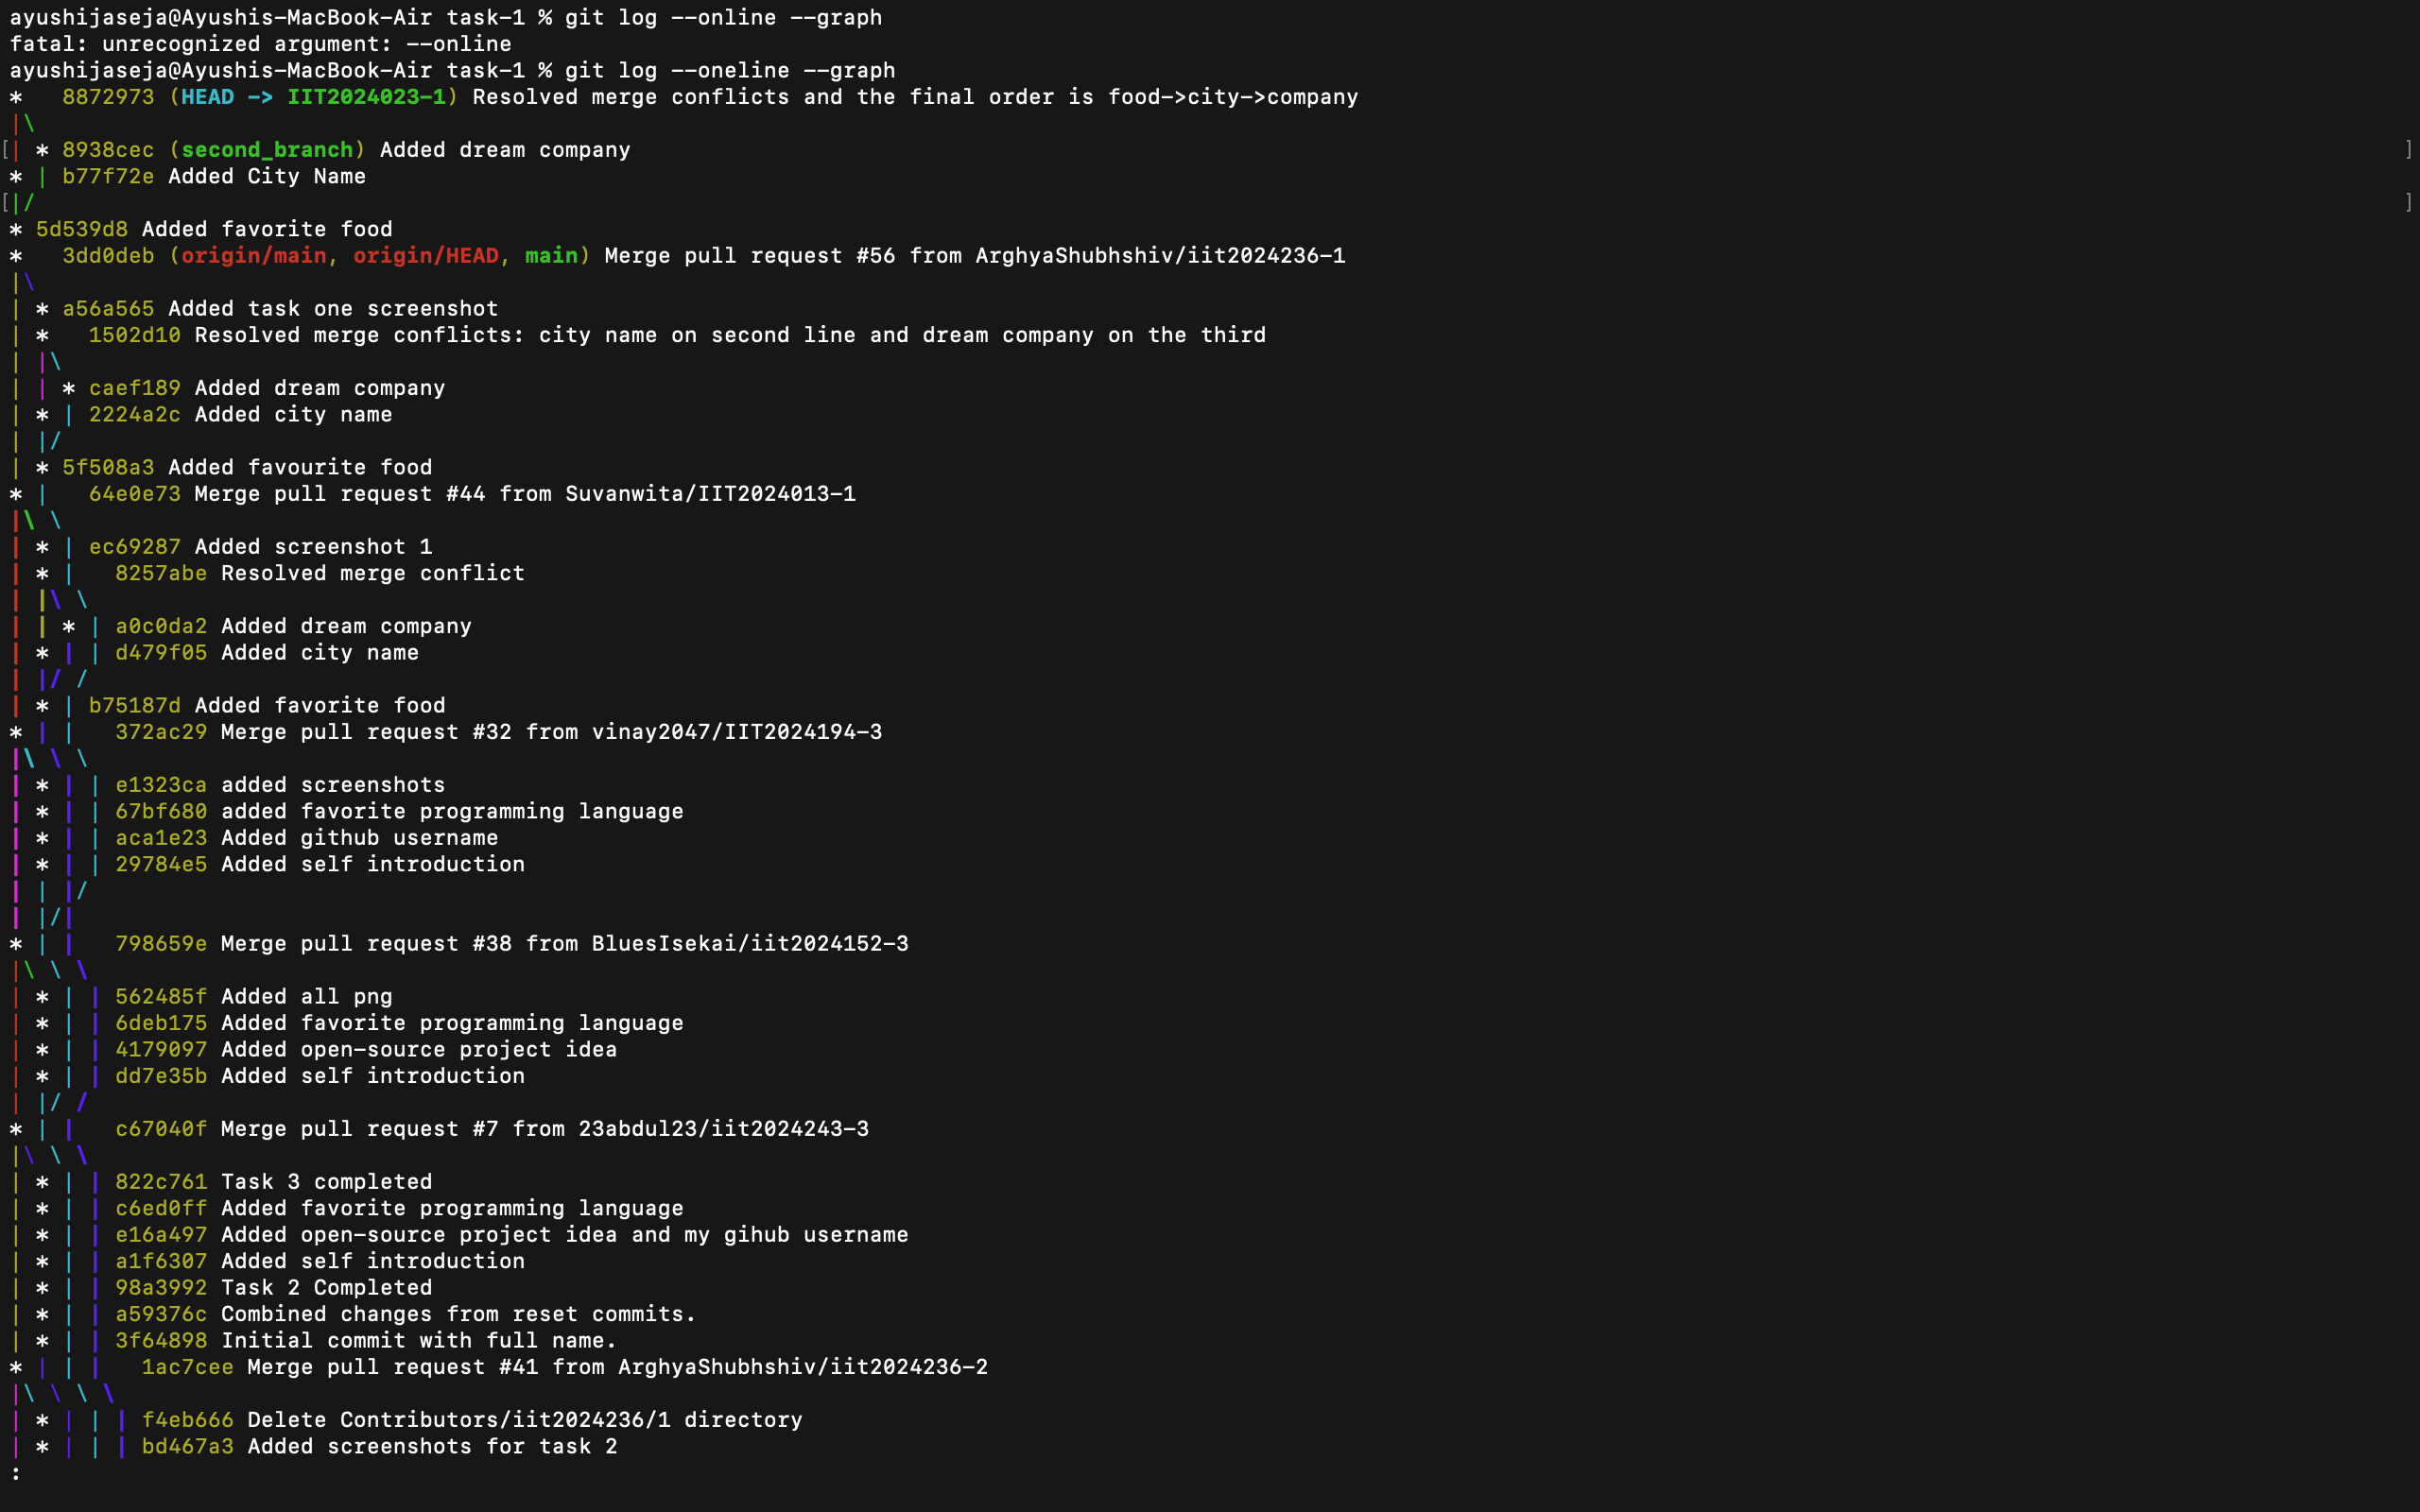 ayushijaseja@Ayushis-MacBook-Air task-1 % git log --online --graph
fatal: unrecognized argument: --online
ayushijaseja@Ayushis-MacBook-Air task-1 % git log --oneline --graph
*   8872973 (HEAD -> IIT2024023-1) Resolved merge conflicts and the final order is food->city->company
|\
[| * 8938cec (second_branch) Added dream company ]
* | b77f72e Added City Name
[|/ ]
* 5d539d8 Added favorite food
*   3dd0deb (origin/main, origin/HEAD, main) Merge pull request #56 from ArghyaShubhshiv/iit2024236-1
|\
| * a56a565 Added task one screenshot
| *   1502d10 Resolved merge conflicts: city name on second line and dream company on the third
| |\
| | * caef189 Added dream company
| * | 2224a2c Added city name
| |/
| * 5f508a3 Added favourite food
* |   64e0e73 Merge pull request #44 from Suvanwita/IIT2024013-1
|\ \
| * | ec69287 Added screenshot 1
| * |   8257abe Resolved merge conflict
| |\ \
| | * | a0c0da2 Added dream company
| * | | d479f05 Added city name
| |/ /
| * | b75187d Added favorite food
* | |   372ac29 Merge pull request #32 from vinay2047/IIT2024194-3
|\ \ \
| * | | e1323ca added screenshots
| * | | 67bf680 added favorite programming language
| * | | aca1e23 Added github username
| * | | 29784e5 Added self introduction
| | |/
| |/|
* | |   798659e Merge pull request #38 from BluesIsekai/iit2024152-3
|\ \ \
| * | | 562485f Added all png
| * | | 6deb175 Added favorite programming language
| * | | 4179097 Added open-source project idea
| * | | dd7e35b Added self introduction
| |/ /
* | |   c67040f Merge pull request #7 from 23abdul23/iit2024243-3
|\ \ \
| * | | 822c761 Task 3 completed
| * | | c6ed0ff Added favorite programming language
| * | | e16a497 Added open-source project idea and my gihub username
| * | | a1f6307 Added self introduction
| * | | 98a3992 Task 2 Completed
| * | | a59376c Combined changes from reset commits.
| * | | 3f64898 Initial commit with full name.
* | | |   1ac7cee Merge pull request #41 from ArghyaShubhshiv/iit2024236-2
|\ \ \ \
| * | | | f4eb666 Delete Contributors/iit2024236/1 directory
| * | | | bd467a3 Added screenshots for task 2
: